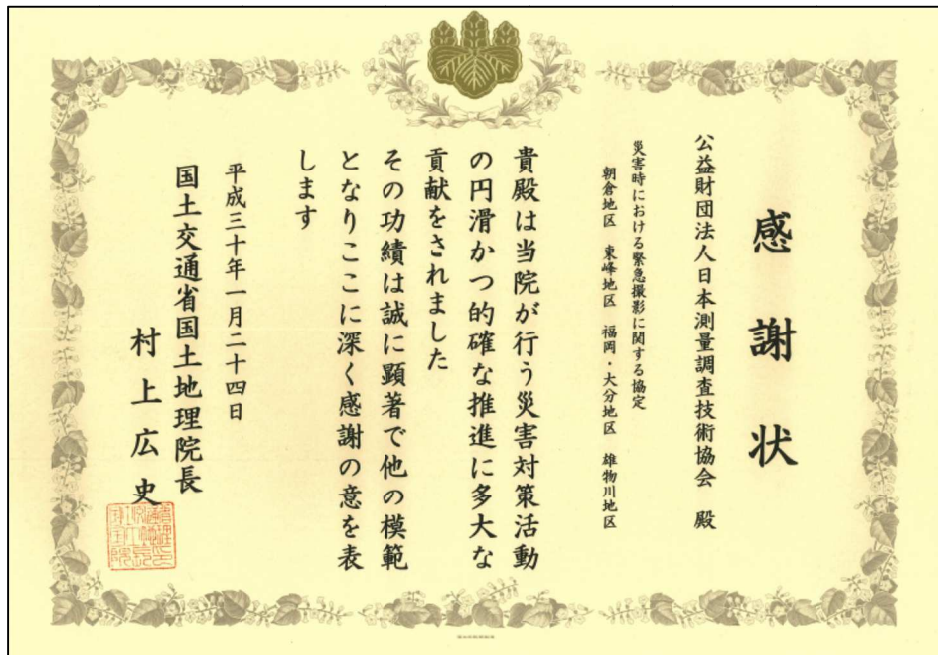 感謝状
公益財団法人日本測量調査技術協会 殿
災害時における緊急撮影に関する協定
朝倉地区 東峰地区 福岡・大分地区 雄物川地区
貴殿は当院が行う災害対策活動
の円滑かつ的確な推進に多大な
貢献をされました
その功績は誠に顕著で他の模範
となりここに深く感謝の意を表
します
平成三十年一月二十四日
国土交通省国土地理院長
村上広史